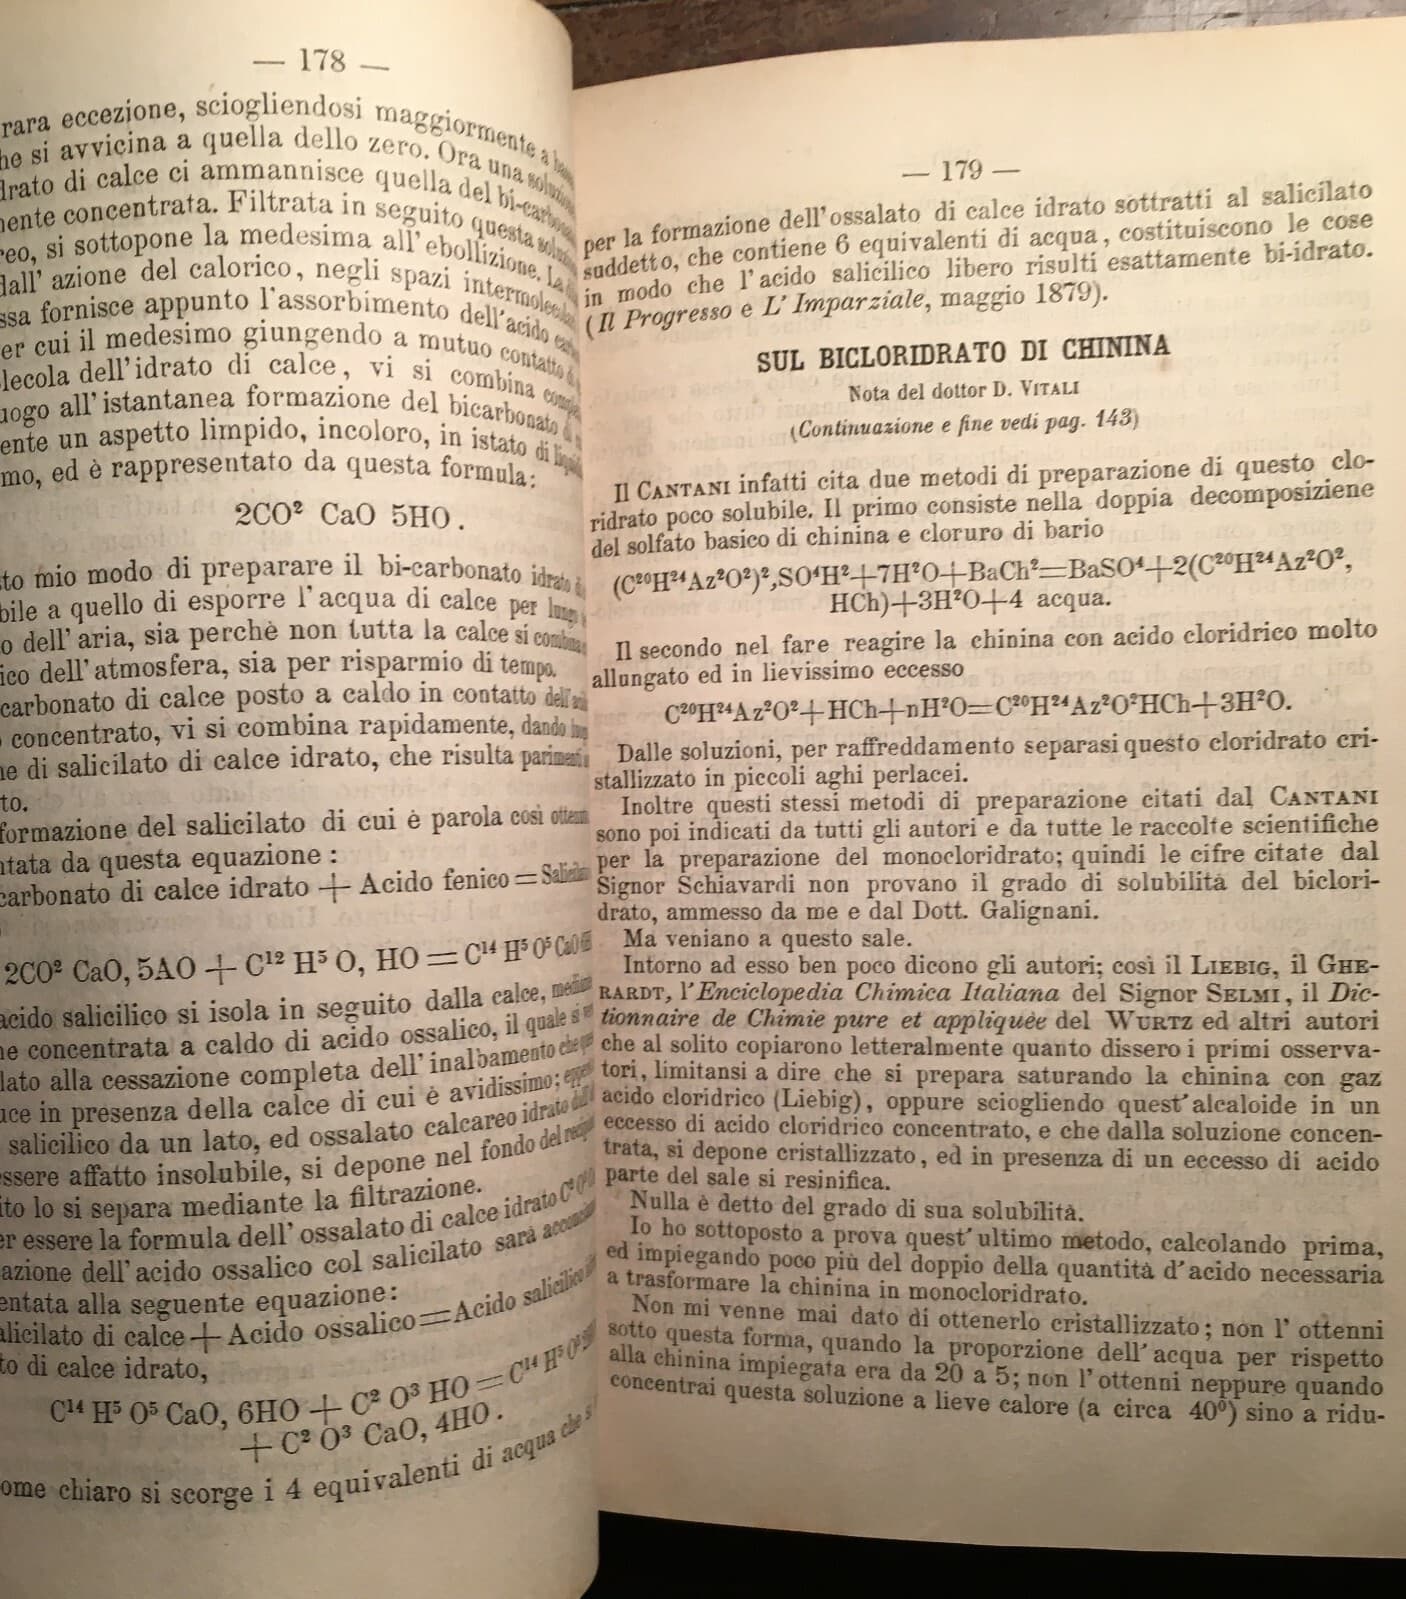 — 178 —
rara eccezione, sciogliendosi maggiormente a
si avvicina a quella dello zero. Ora una
di calce ci ammannisce quella del
concentrata. Filtrata in seguito questa
si sottopone la medesima all'ebollizione. La
dall' azione del calorico, negli spazi
fornisce appunto l'assorbimento dell'acido
er cui il medesimo giungendo a mutuo contatto
dell'idrato di calce, vi si combina
all'istantanea formazione del bicarbonato
un aspetto limpido, incoloro, in istato di
mo, ed è rappresentato da questa formula:
2CO² CaO 5HO.
mio modo di preparare il bi-carbonato idrato
a quello di esporre l'acqua di calce per
dell'aria, sia perchè non tutta la calce si
ico dell'atmosfera, sia per risparmio di tempo.
carbonato di calce posto a caldo in contatto
concentrato, vi si combina rapidamente, dando
di salicilato di calce idrato, che risulta
to.
formazione del salicilato di cui è parola così
ntata da questa equazione:
carbonato di calce idrato + Acido fenico =
2CO² CaO, 5AO + C¹² H⁵ O, HO = C¹⁴ H⁵ O⁵ CaO
acido salicilico si isola in seguito dalla calce,
concentrata a caldo di acido ossalico, il quale si
lato alla cessazione completa dell'inalbamento che
uce in presenza della calce di cui è avidissimo;
salicilico da un lato, ed ossalato calcareo idrato
essere affatto insolubile, si depone nel fondo del
ito lo si separa mediante la filtrazione.
er essere la formula dell'ossalato di calce idrato
azione dell'acido ossalico col salicilato sarà
entata alla seguente equazione:
alicilato di calce + Acido ossalico = Acido salicilico
to di calce idrato,
C¹⁴ H⁵ O⁵ CaO, 6HO + C² O³ HO = C¹⁴ H⁵ O⁵
+ C² O³ CaO, 4HO.
ome chiaro si scorge i 4 equivalenti di acqua che
— 179 —
per la formazione dell'ossalato di calce idrato sottratti al salicilato
suddetto, che contiene 6 equivalenti di acqua, costituiscono le cose
in modo che l'acido salicilico libero risulti esattamente bi-idrato.
(Il Progresso e L'Imparziale, maggio 1879).
SUL BICLORIDRATO DI CHININA
Nota del dottor D. VITALI
(Continuazione e fine vedi pag. 143)
Il CANTANI infatti cita due metodi di preparazione di questo clo-
ridrato poco solubile. Il primo consiste nella doppia decomposiziene
del solfato basico di chinina e cloruro di bario
(C²⁰H²⁴Az²O²)²,SO⁴H²+7H²O+BaCh²=BaSO⁴+2(C²⁰H²⁴Az²O²,
HCh)+3H²O+4 acqua.
Il secondo nel fare reagire la chinina con acido cloridrico molto
allungato ed in lievissimo eccesso
C²⁰H²⁴Az²O²+HCh+nH²O=C²⁰H²⁴Az²O²HCh+3H²O.
Dalle soluzioni, per raffreddamento separasi questo cloridrato cri-
stallizzato in piccoli aghi perlacei.
Inoltre questi stessi metodi di preparazione citati dal CANTANI
sono poi indicati da tutti gli autori e da tutte le raccolte scientifiche
per la preparazione del monocloridrato; quindi le cifre citate dal
Signor Schiavardi non provano il grado di solubilità del biclori-
drato, ammesso da me e dal Dott. Galignani.
Ma veniano a questo sale.
Intorno ad esso ben poco dicono gli autori; così il LIEBIG, il GHE-
RARDT, l'Enciclopedia Chimica Italiana del Signor SELMI, il Dic-
tionnaire de Chimie pure et appliquèe del WURTZ ed altri autori
che al solito copiarono letteralmente quanto dissero i primi osserva-
tori, limitansi a dire che si prepara saturando la chinina con gaz
acido cloridrico (Liebig), oppure sciogliendo quest'alcaloide in un
eccesso di acido cloridrico concentrato, e che dalla soluzione concen-
trata, si depone cristallizzato, ed in presenza di un eccesso di acido
parte del sale si resinifica.
Nulla è detto del grado di sua solubilità.
Io ho sottoposto a prova quest'ultimo metodo, calcolando prima,
ed impiegando poco più del doppio della quantità d'acido necessaria
a trasformare la chinina in monocloridrato.
Non mi venne mai dato di ottenerlo cristallizzato; non l'ottenni
sotto questa forma, quando la proporzione dell'acqua per rispetto
alla chinina impiegata era da 20 a 5; non l'ottenni neppure quando
concentrai questa soluzione a lieve calore (a circa 40⁰) sino a ridu-